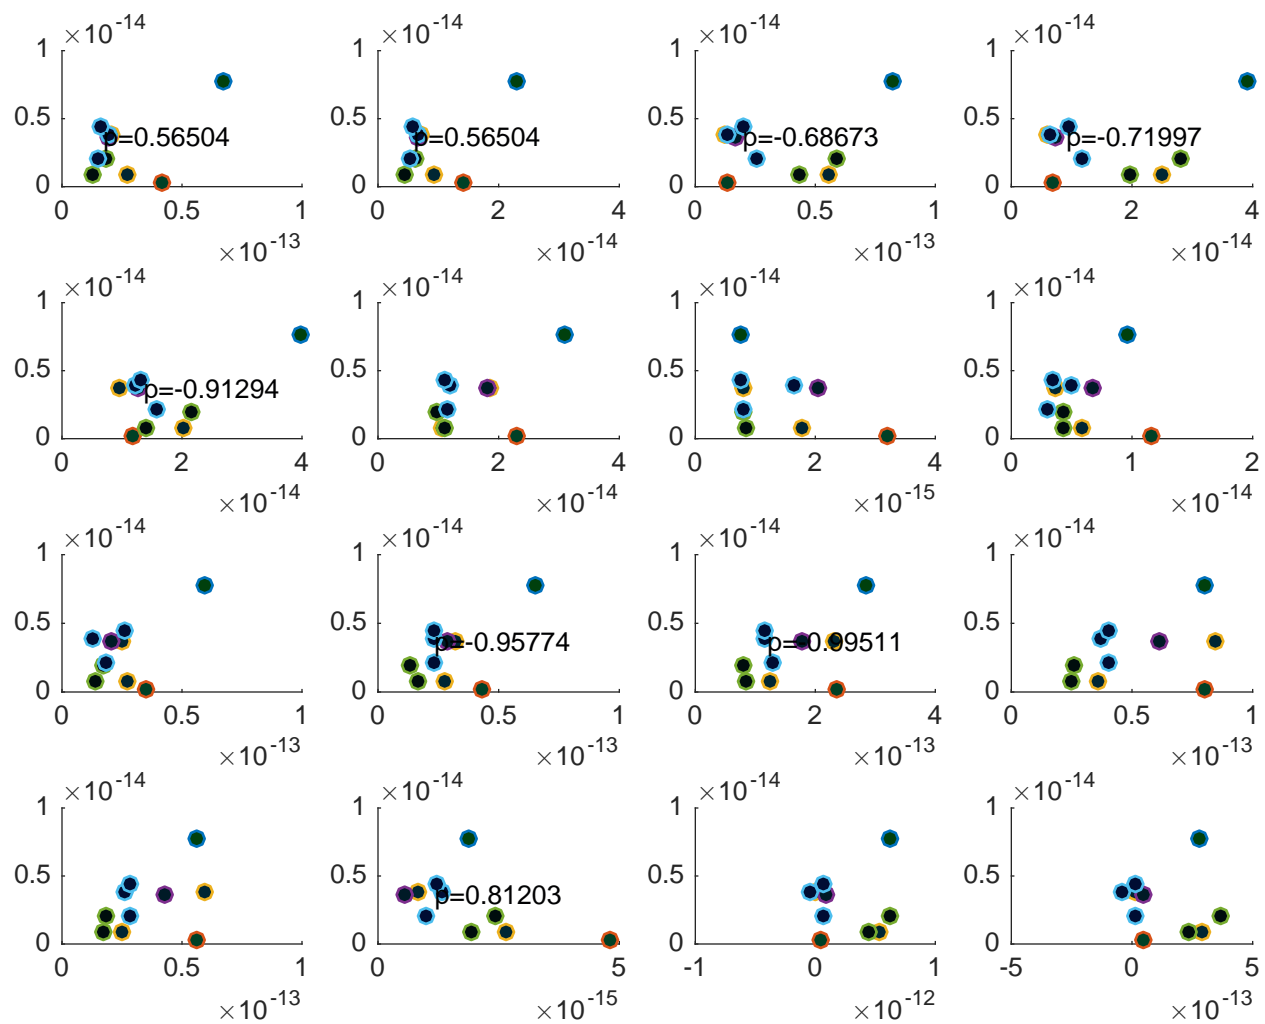 ×10-14 ×10-14 ×10-14 ×10-14
1 1 1 1
0.5 p=0.56504 0.5 p=0.56504 0.5 p=-0.68673 0.5 p=-0.71997
0 0 0 0
0 0.5 1 0 2 4 0 0.5 1 0 2 4
×10-13 ×10-14 ×10-13 ×10-14
×10-14 ×10-14 ×10-14 ×10-14
1 1 1 1
0.5 p=-0.91294 0.5 0.5 0.5
0 0 0 0
0 2 4 0 2 4 0 2 4 0 1 2
×10-14 ×10-14 ×10-15 ×10-14
×10-14 ×10-14 ×10-14 ×10-14
1 1 1 1
0.5 0.5 p=-0.95774 0.5 p=-0.99511 0.5
0 0 0 0
0 0.5 1 0 0.5 1 0 2 4 0 0.5 1
×10-13 ×10-13 ×10-13 ×10-13
×10-14 ×10-14 ×10-14 ×10-14
1 1 1 1
0.5 0.5 p=0.81203 0.5 0.5
0 0 0 0
0 0.5 1 0 5 -1 0 1 -5 0 5
×10-13 ×10-15 ×10-12 ×10-13